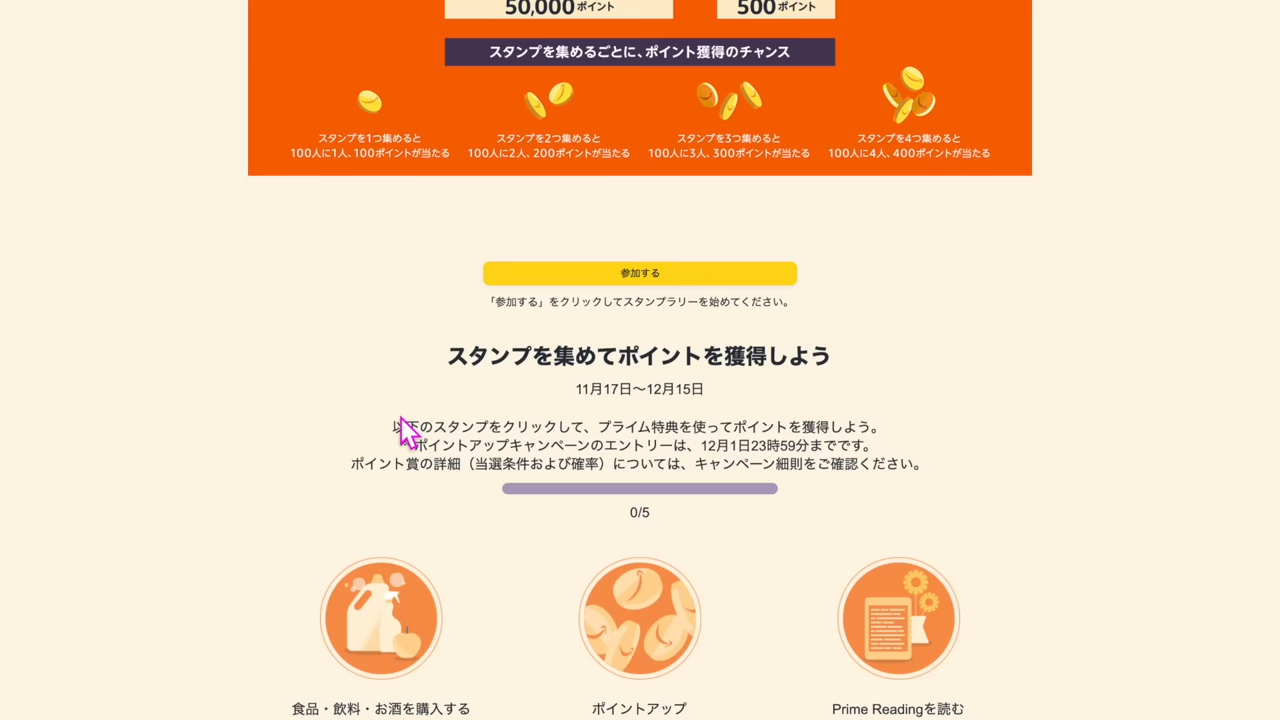 50,000ポイント
500ポイント
スタンプを集めるごとに、ポイント獲得のチャンス
スタンプを1つ集めると
100人に1人、100ポイントが当たる
スタンプを2つ集めると
100人に2人、200ポイントが当たる
スタンプを3つ集めると
100人に3人、300ポイントが当たる
スタンプを4つ集めると
100人に4人、400ポイントが当たる
参加する
「参加する」をクリックしてスタンプラリーを始めてください。
スタンプを集めてポイントを獲得しよう
11月17日〜12月15日
以下のスタンプをクリックして、プライム特典を使ってポイントを獲得しよう。
ポイントアップキャンペーンのエントリーは、12月1日23時59分までです。
ポイント賞の詳細(当選条件および確率)については、キャンペーン細則をご確認ください。
0/5
食品・飲料・お酒を購入する
ポイントアップ
Prime Readingを読む